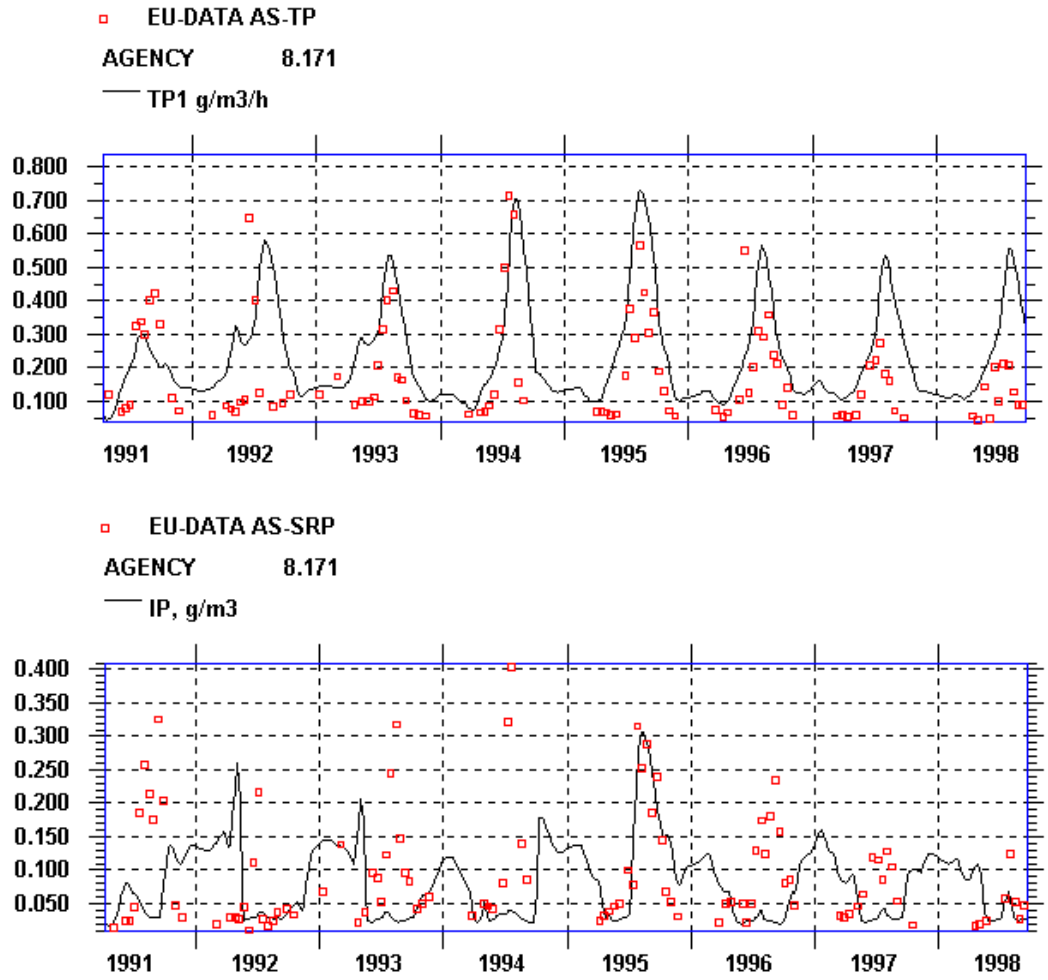 EU-DATA AS-TP
AGENCY 8.171
TP1 g/m3/h
0.800
0.700
0.600
0.500
0.400
0.300
0.200
0.100
1991 1992 1993 1994 1995 1996 1997 1998
EU-DATA AS-SRP
AGENCY 8.171
IP, g/m3
0.400
0.350
0.300
0.250
0.200
0.150
0.100
0.050
1991 1992 1993 1994 1995 1996 1997 1998